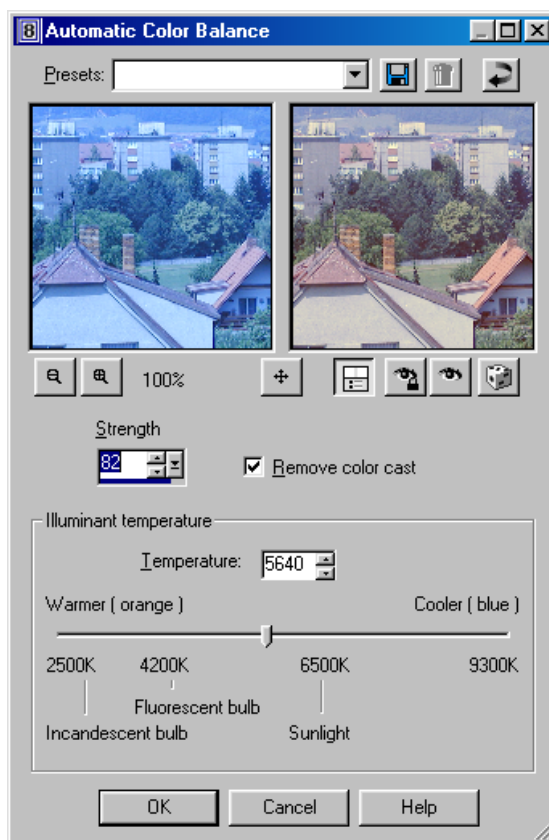 8 Automatic Color Balance
Presets:
100%
Strength
82
Remove color cast
Illuminant temperature
Temperature: 5640
Warmer ( orange ) Cooler ( blue )
2500K 4200K 6500K 9300K
Fluorescent bulb
Incandescent bulb Sunlight
OK Cancel Help